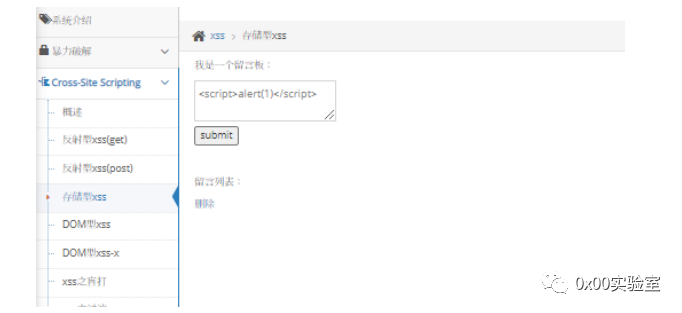 系统介绍
暴力破解
Cross-Site Scripting
概述
反射型xss(get)
反射型xss(post)
存储型xss
DOM型xss
DOM型xss-x
xss之盲打
xss > 存储型xss
我是一个留言板：
<script>alert(1)</script>
submit
留言列表：
删除
0x00实验室